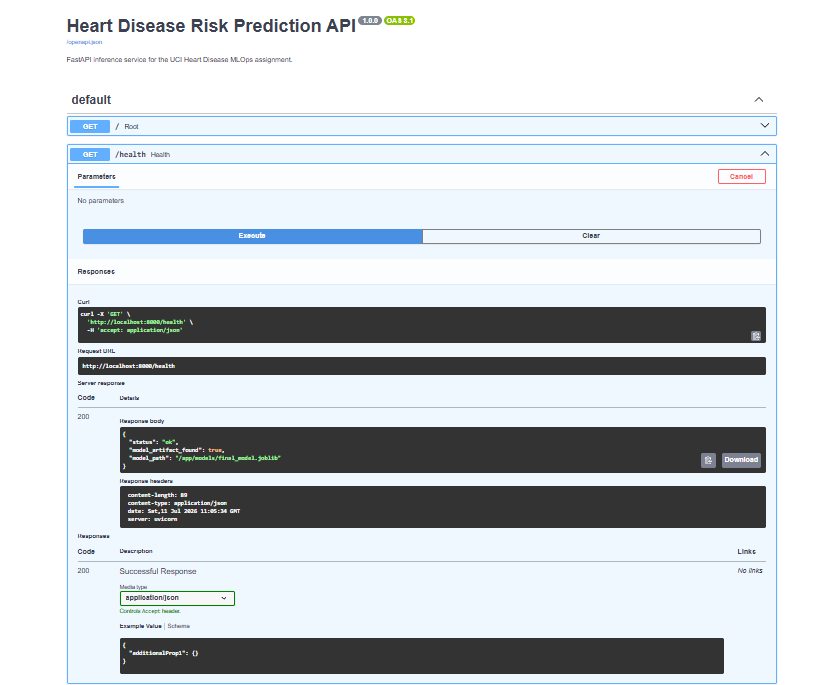 Heart Disease Risk Prediction API 1.0.0 OAS 3.1
/openapi.json
FastAPI inference service for the UCI Heart Disease MLOps assignment.
default
GET / Root
GET /health Health
Parameters Cancel
No parameters
Execute Clear
Responses
Curl
curl -X 'GET' \
'http://localhost:8000/health' \
-H 'accept: application/json'
Request URL
http://localhost:8000/health
Server response
Code Details
200
Response body
{
"status": "ok",
"model_artifact_found": true,
"model_path": "/app/models/final_model.joblib"
}
Download
Response headers
content-length: 89
content-type: application/json
date: Sat,11 Jul 2026 11:05:34 GMT
server: uvicorn
Responses
Code Description Links
200 Successful Response No links
Media type
application/json
Controls Accept header.
Example Value | Schema
{
"additionalProp1": {}
}